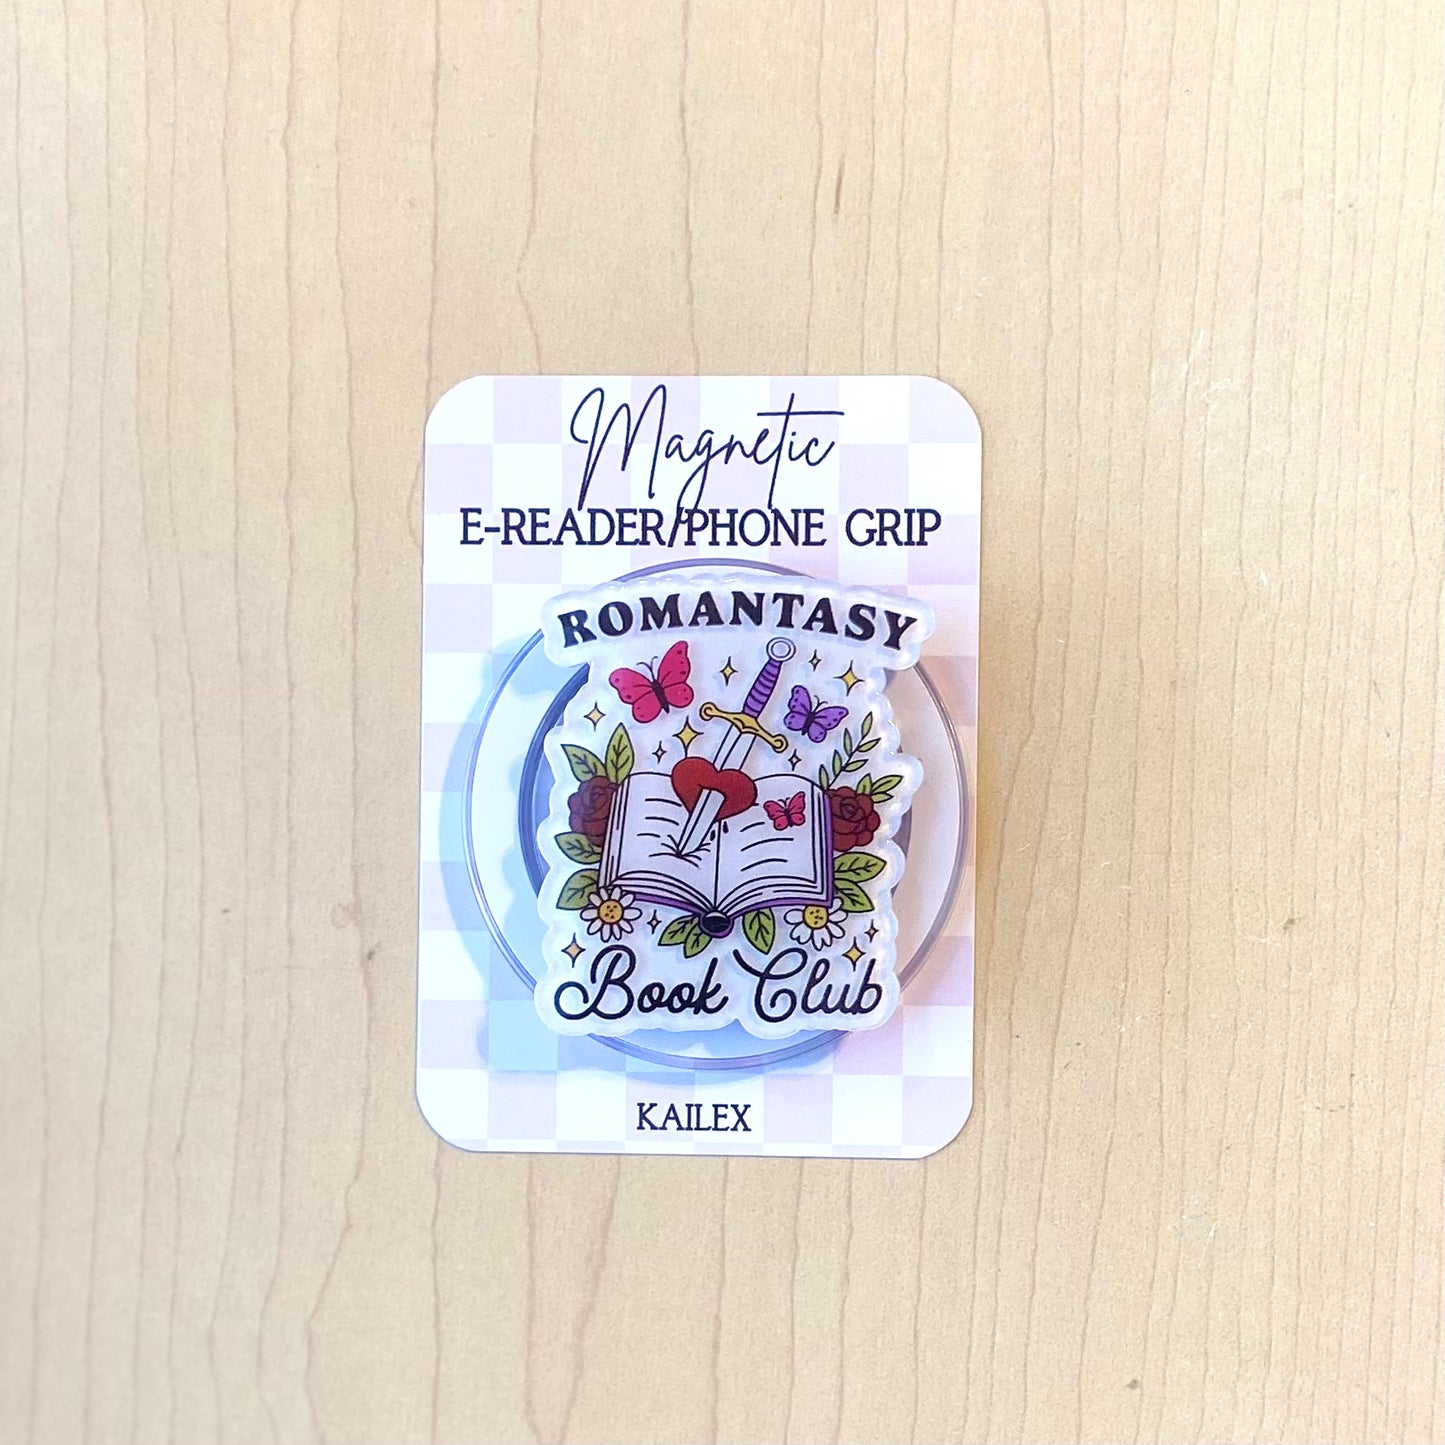 Magnetic
E-READER/PHONE GRIP
ROMANTASY
Book Club
KAILEX